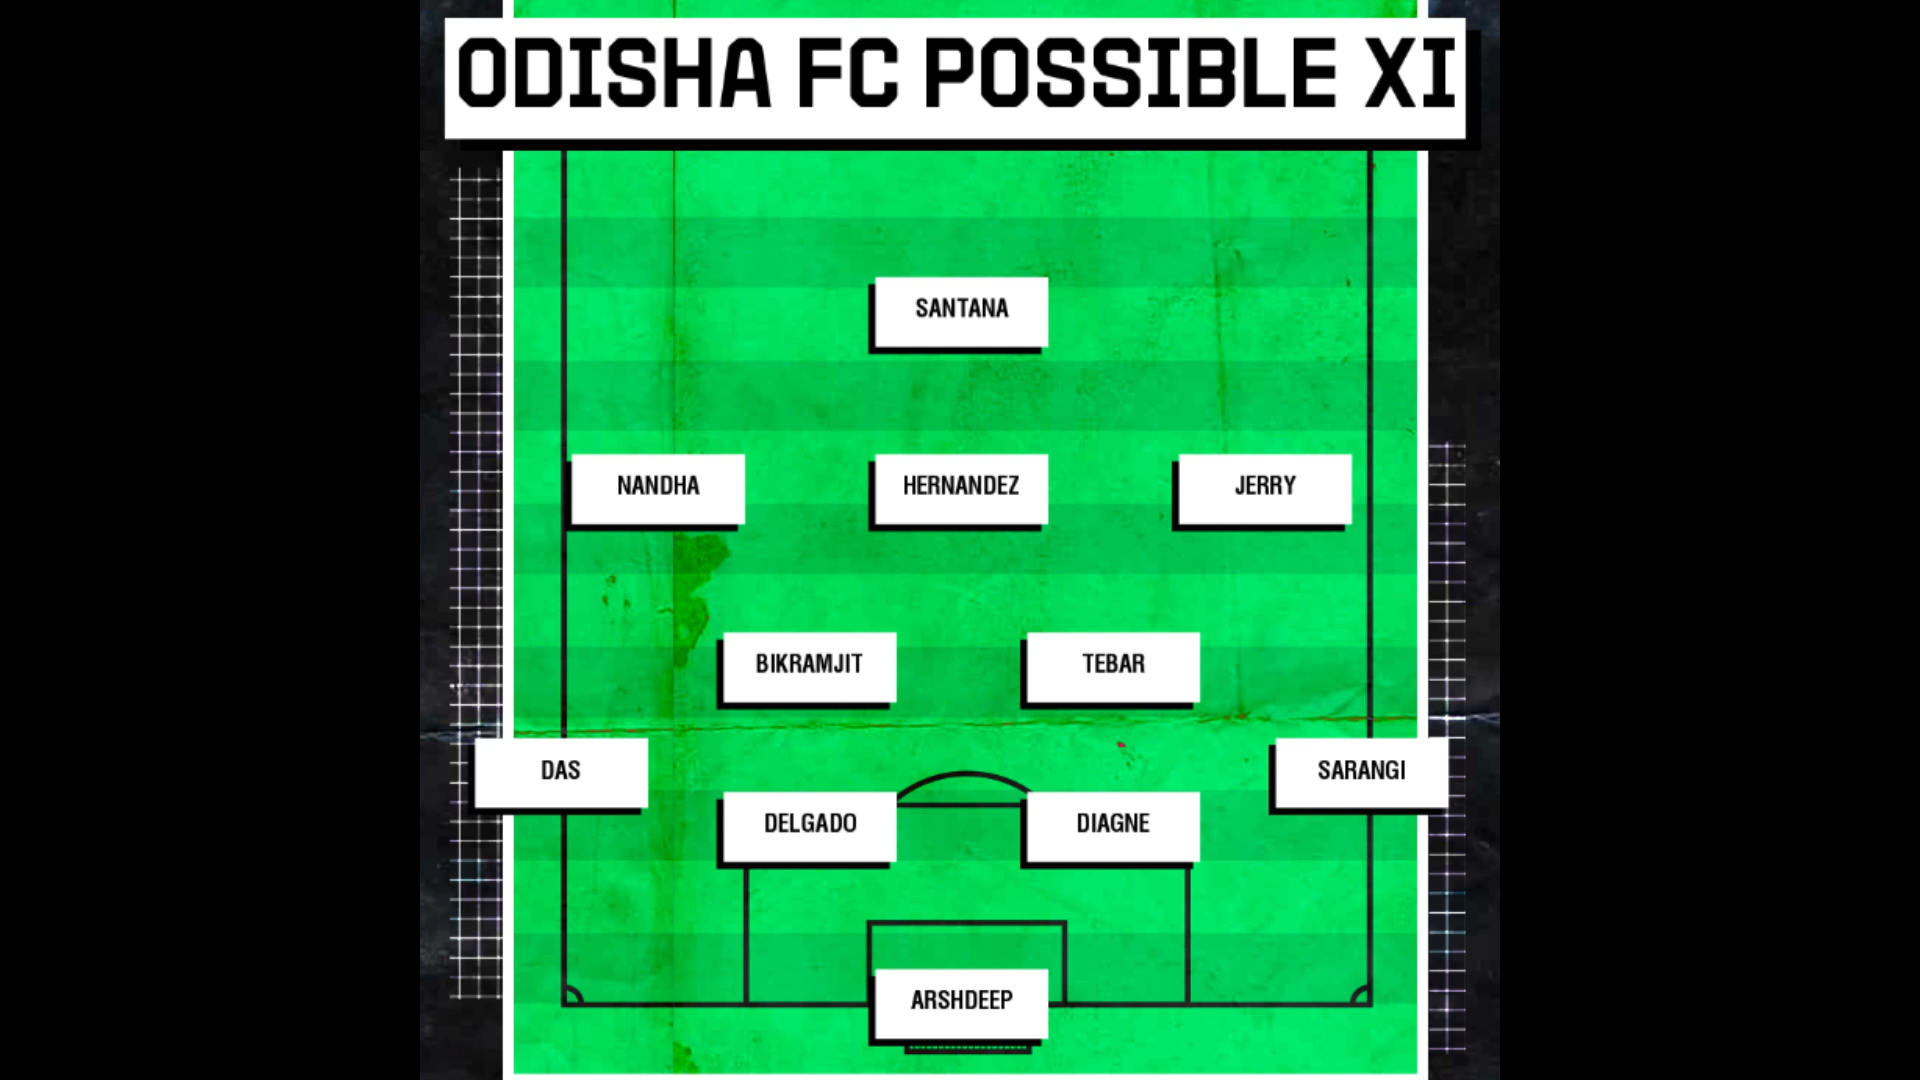 ODISHA FC POSSIBLE XI
SANTANA
NANDHA
HERNANDEZ
JERRY
BIKRAMJIT
TEBAR
DAS
SARANGI
DELGADO
DIAGNE
ARSHDEEP